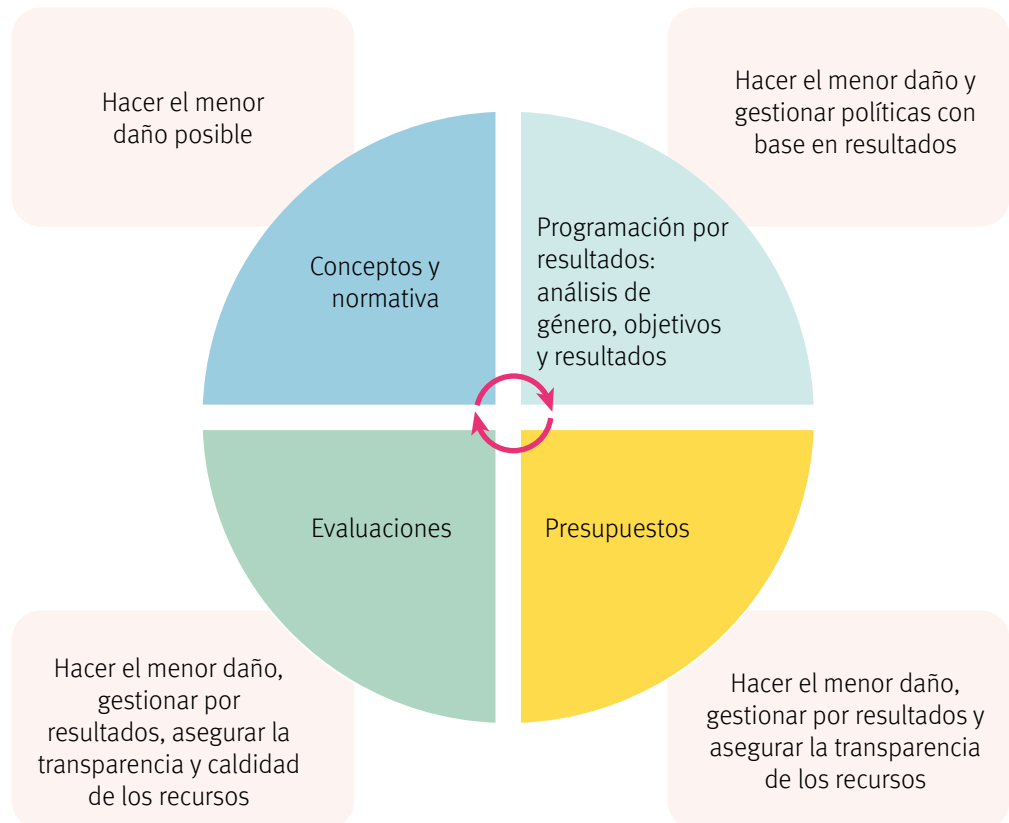 Hacer el menor
daño posible
Hacer el menor daño y
gestionar políticas con
base en resultados
Conceptos y
normativa
Programación por
resultados:
análisis de
género, objetivos
y resultados
Evaluaciones
Presupuestos
Hacer el menor daño,
gestionar por
resultados, asegurar la
transparencia y caldidad
de los recursos
Hacer el menor daño,
gestionar por resultados y
asegurar la transparencia
de los recursos